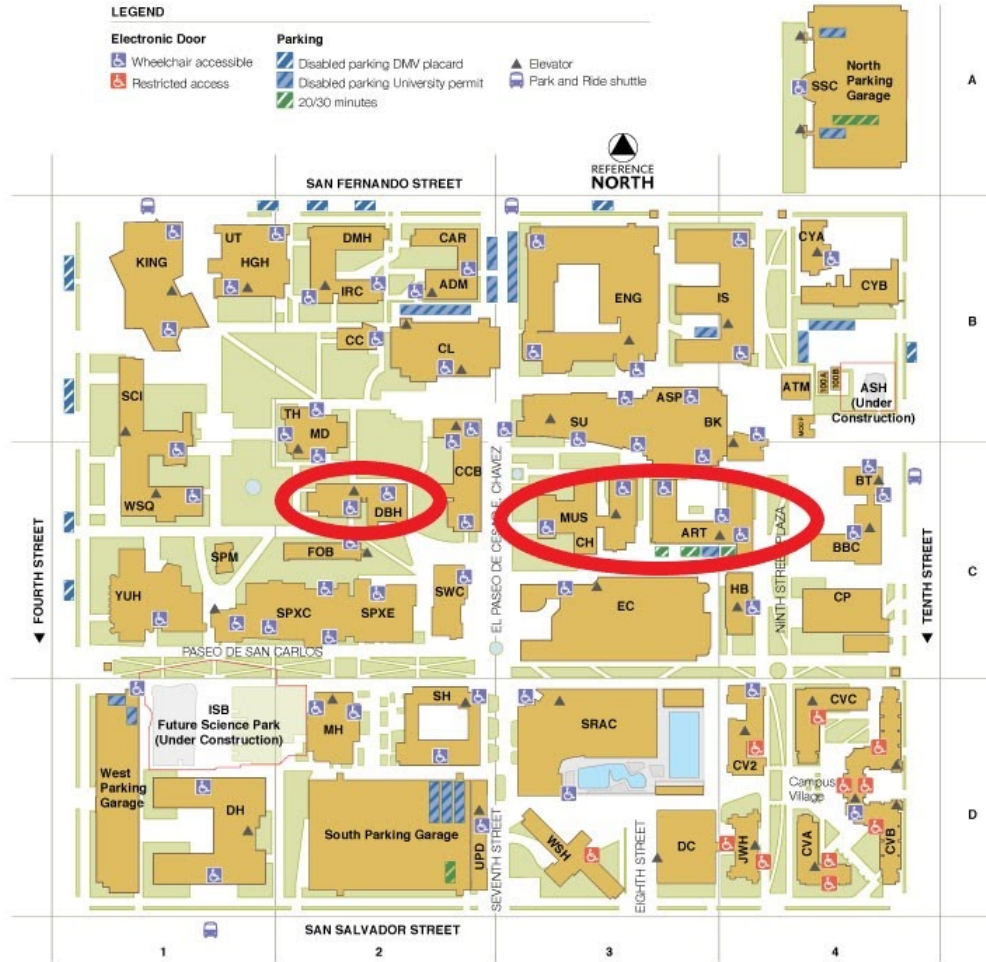 LEGEND
Electronic Door
Wheelchair accessible
Restricted access
Parking
Disabled parking DMV placard
Disabled parking University permit
20/30 minutes
Elevator
Park and Ride shuttle
North
Parking
Garage
SSC
A
REFERENCE
NORTH
SAN FERNANDO STREET
KING
UT
HGH
DMH
IRC
CAR
ADM
CC
CL
ENG
IS
CYA
CYB
B
SCI
TH
MD
SU
ASP
BK
ATM
100A
100B
ASH
(Under
Construction)
MOD F
WSQ
CCB
DBH
EL PASEO DE CESAR E. CHAVEZ
MUS
CH
ART
NINTH STREET PLAZA
BT
BBC
FOURTH STREET
SPM
FOB
YUH
SPXC
SPXE
SWC
EC
HB
CP
C
TENTH STREET
PASEO DE SAN CARLOS
ISB
Future Science Park
(Under Construction)
MH
SH
SRAC
CV2
CVC
Campus
Village
West
Parking
Garage
DH
South Parking Garage
UPD
SEVENTH STREET
WSH
EIGHTH STREET
DC
JWH
CVA
CVB
D
SAN SALVADOR STREET
1
2
3
4